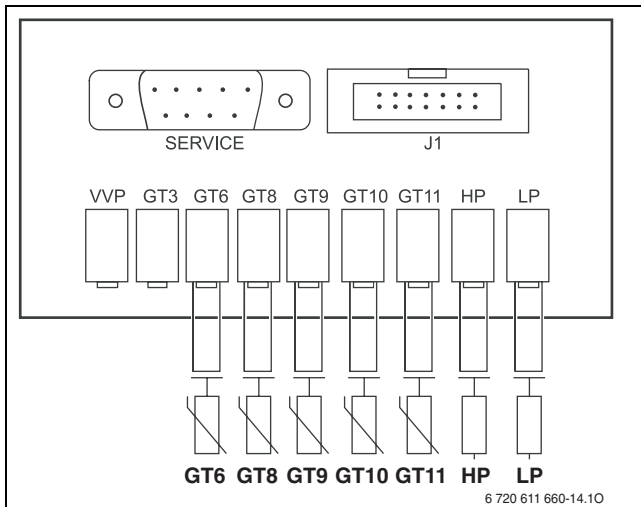 SERVICE
J1
VVP GT3 GT6 GT8 GT9 GT10 GT11 HP LP
GT6 GT8 GT9 GT10 GT11 HP LP
6 720 611 660-14.1O